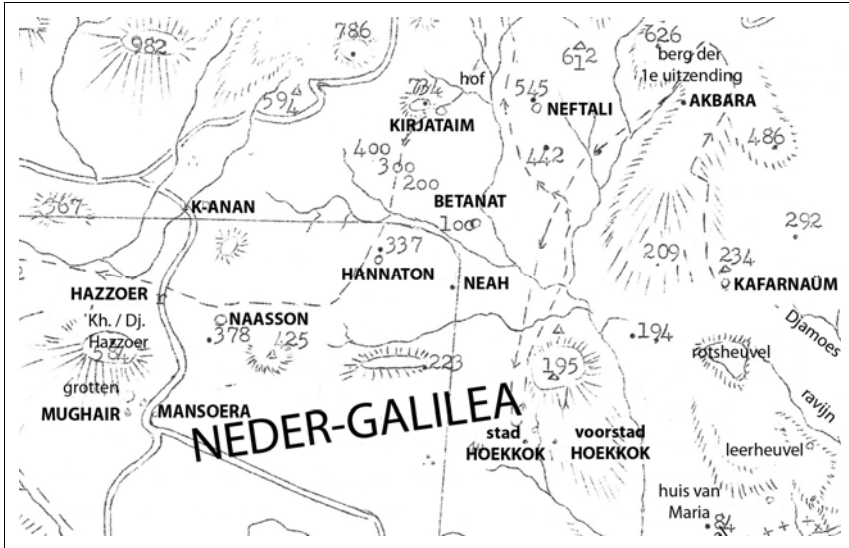 786
626
982
612
berg der
1e uitzending
hof
594
545
NEFTALI
AKBARA
KIRJATAIM
486
400
300
442
200
367
K-ANAN
BETANAT
100
292
337
209
234
HANNATON
NEAH
KAFARNAÜM
HAZZOER
Kh. / Dj.
Hazzoer
NAASSON
378
425
Djamoes
194
rotsheuvel
223
195
grotten
MUGHAIR
MANSOERA
ravijn
NEDER-GALILEA
stad
HOEKKOK
voorstad
HOEKKOK
leerheuvel
huis van
Maria
84